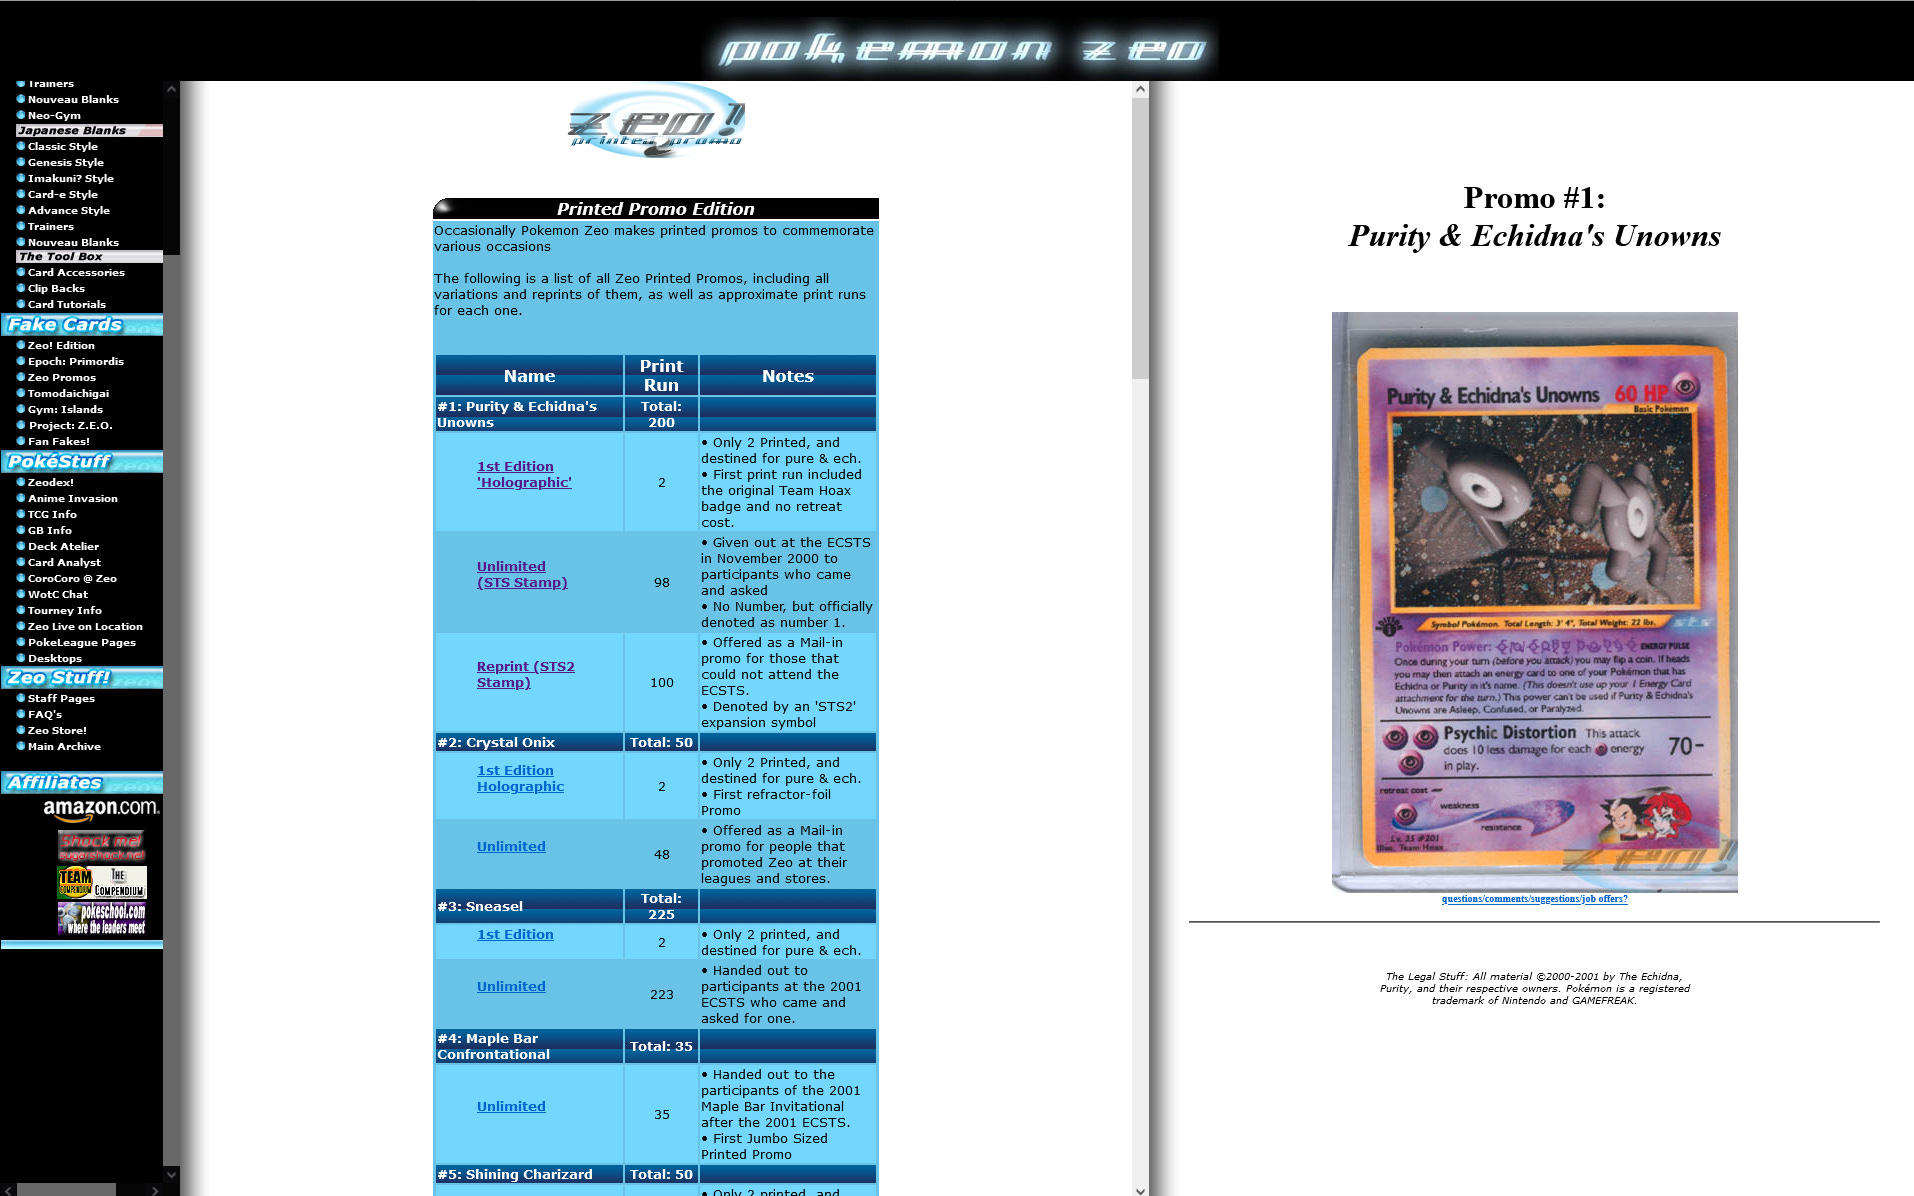 pokemon zeo
Trainers
Nouveau Blanks
Neo-Gym
Japanese Blanks
Classic Style
Genesis Style
Imakuni? Style
Card-e Style
Advance Style
Trainers
Nouveau Blanks
The Tool Box
Card Accessories
Clip Backs
Card Tutorials
Fake Cards
Zeo! Edition
Epoch: Primordis
Zeo Promos
Tomodaichigai
Gym: Islands
Project: Z.E.O.
Fan Fakes!
PokéStuff
Zeodex!
Anime Invasion
TCG Info
GB Info
Deck Atelier
Card Analyst
CoroCoro @ Zeo
WotC Chat
Tourney Info
Zeo Live on Location
PokeLeague Pages
Desktops
Zeo Stuff!
Staff Pages
FAQ's
Zeo Store!
Main Archive
Affiliates
amazon.com.
Shock me!
sugarshock.net
TEAM COMPENDIUM
THE COMPENDIUM
pokeschool.com
where the leaders meet
zeo!
printed promo
Printed Promo Edition
Occasionally Pokemon Zeo makes printed promos to commemorate
various occasions
The following is a list of all Zeo Printed Promos, including all
variations and reprints of them, as well as approximate print runs
for each one.
Name
Print
Run
Notes
#1: Purity & Echidna's
Unowns
Total:
200
1st Edition
'Holographic'
2
• Only 2 Printed, and
destined for pure & ech.
• First print run included
the original Team Hoax
badge and no retreat
cost.
Unlimited
(STS Stamp)
98
• Given out at the ECSTS
in November 2000 to
participants who came
and asked
• No Number, but officially
denoted as number 1.
Reprint (STS2
Stamp)
100
• Offered as a Mail-in
promo for those that
could not attend the
ECSTS.
• Denoted by an 'STS2'
expansion symbol
#2: Crystal Onix
Total: 50
1st Edition
Holographic
2
• Only 2 Printed, and
destined for pure & ech.
• First refractor-foil
Promo
Unlimited
48
• Offered as a Mail-in
promo for people that
promoted Zeo at their
leagues and stores.
#3: Sneasel
Total:
225
1st Edition
2
• Only 2 printed, and
destined for pure & ech.
Unlimited
223
• Handed out to
participants at the 2001
ECSTS who came and
asked for one.
#4: Maple Bar
Confrontational
Total: 35
Unlimited
35
• Handed out to the
participants of the 2001
Maple Bar Invitational
after the 2001 ECSTS.
• First Jumbo Sized
Printed Promo
#5: Shining Charizard
Total: 50
• Only 2 printed, and
Promo #1:
Purity & Echidna's Unowns
Purity & Echidna's Unowns 60 HP
Basic Pokémon
EDITION 1
Symbol Pokémon. Total Length: 3' 4", Total Weight: 22 lbs.
sts
Pokémon Power: ENERGY PULSE
Once during your turn (before you attack) you may flip a coin. If heads
you may then attach an energy card to one of your Pokémon that has
Echidna or Purity in it's name. (This doesn't use up your 1 Energy Card
attachment for the turn.) This power can't be used if Purity & Echidna's
Unowns are Asleep, Confused, or Paralyzed.
Psychic Distortion This attack
does 10 less damage for each energy
in play.
70-
retreat cost
weakness
resistance
Lv. 35 #201
Illus. Team Hoax
zeo!
questions/comments/suggestions/job offers?
The Legal Stuff: All material ©2000-2001 by The Echidna,
Purity, and their respective owners. Pokémon is a registered
trademark of Nintendo and GAMEFREAK.